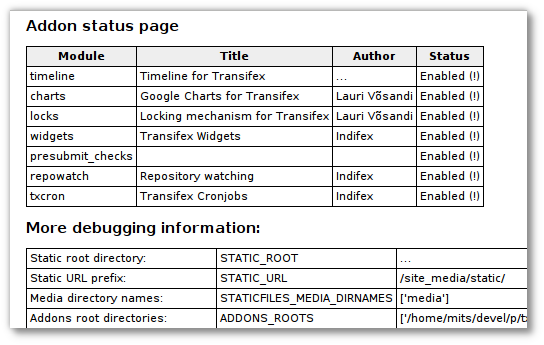 Addon status page
Module Title Author Status
timeline Timeline for Transifex ... Enabled (!)
charts Google Charts for Transifex Lauri Võsandi Enabled (!)
locks Locking mechanism for Transifex Lauri Võsandi Enabled (!)
widgets Transifex Widgets Indifex Enabled (!)
presubmit_checks Enabled (!)
repowatch Repository watching Indifex Enabled (!)
txcron Transifex Cronjobs Indifex Enabled (!)
More debugging information:
Static root directory: STATIC_ROOT ...
Static URL prefix: STATIC_URL /site_media/static/
Media directory names: STATICFILES_MEDIA_DIRNAMES ['media']
Addons root directories: ADDONS_ROOTS ['/home/mits/devel/p/tx